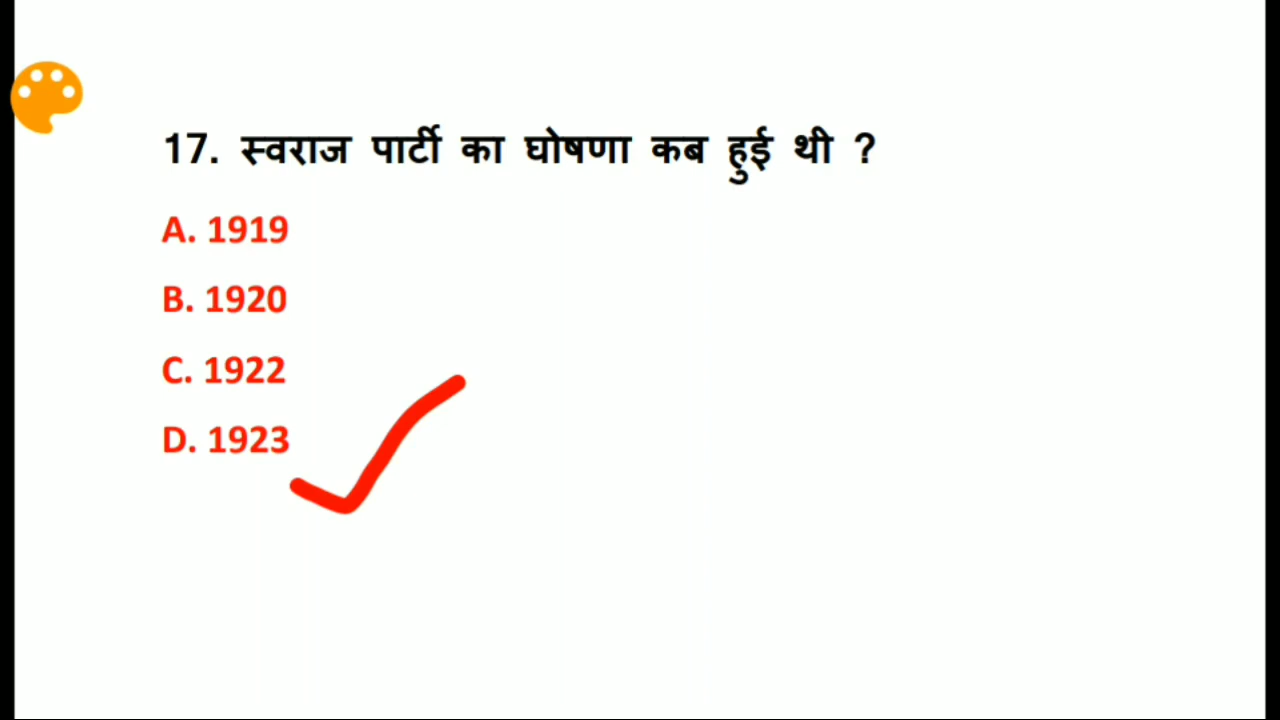 17. स्वराज पार्टी का घोषणा कब हुई थी ?
A. 1919
B. 1920
C. 1922
D. 1923